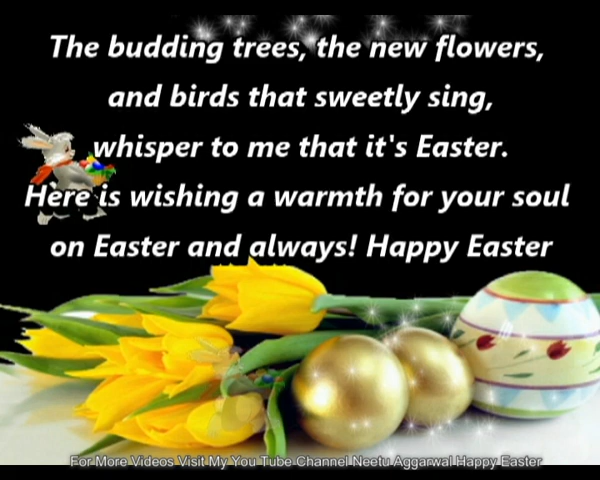 The budding trees, the new flowers,
and birds that sweetly sing,
whisper to me that it's Easter.
Here is wishing a warmth for your soul
on Easter and always! Happy Easter
For More Videos Visit My You Tube Channel Neetu Aggarwal Happy Easter